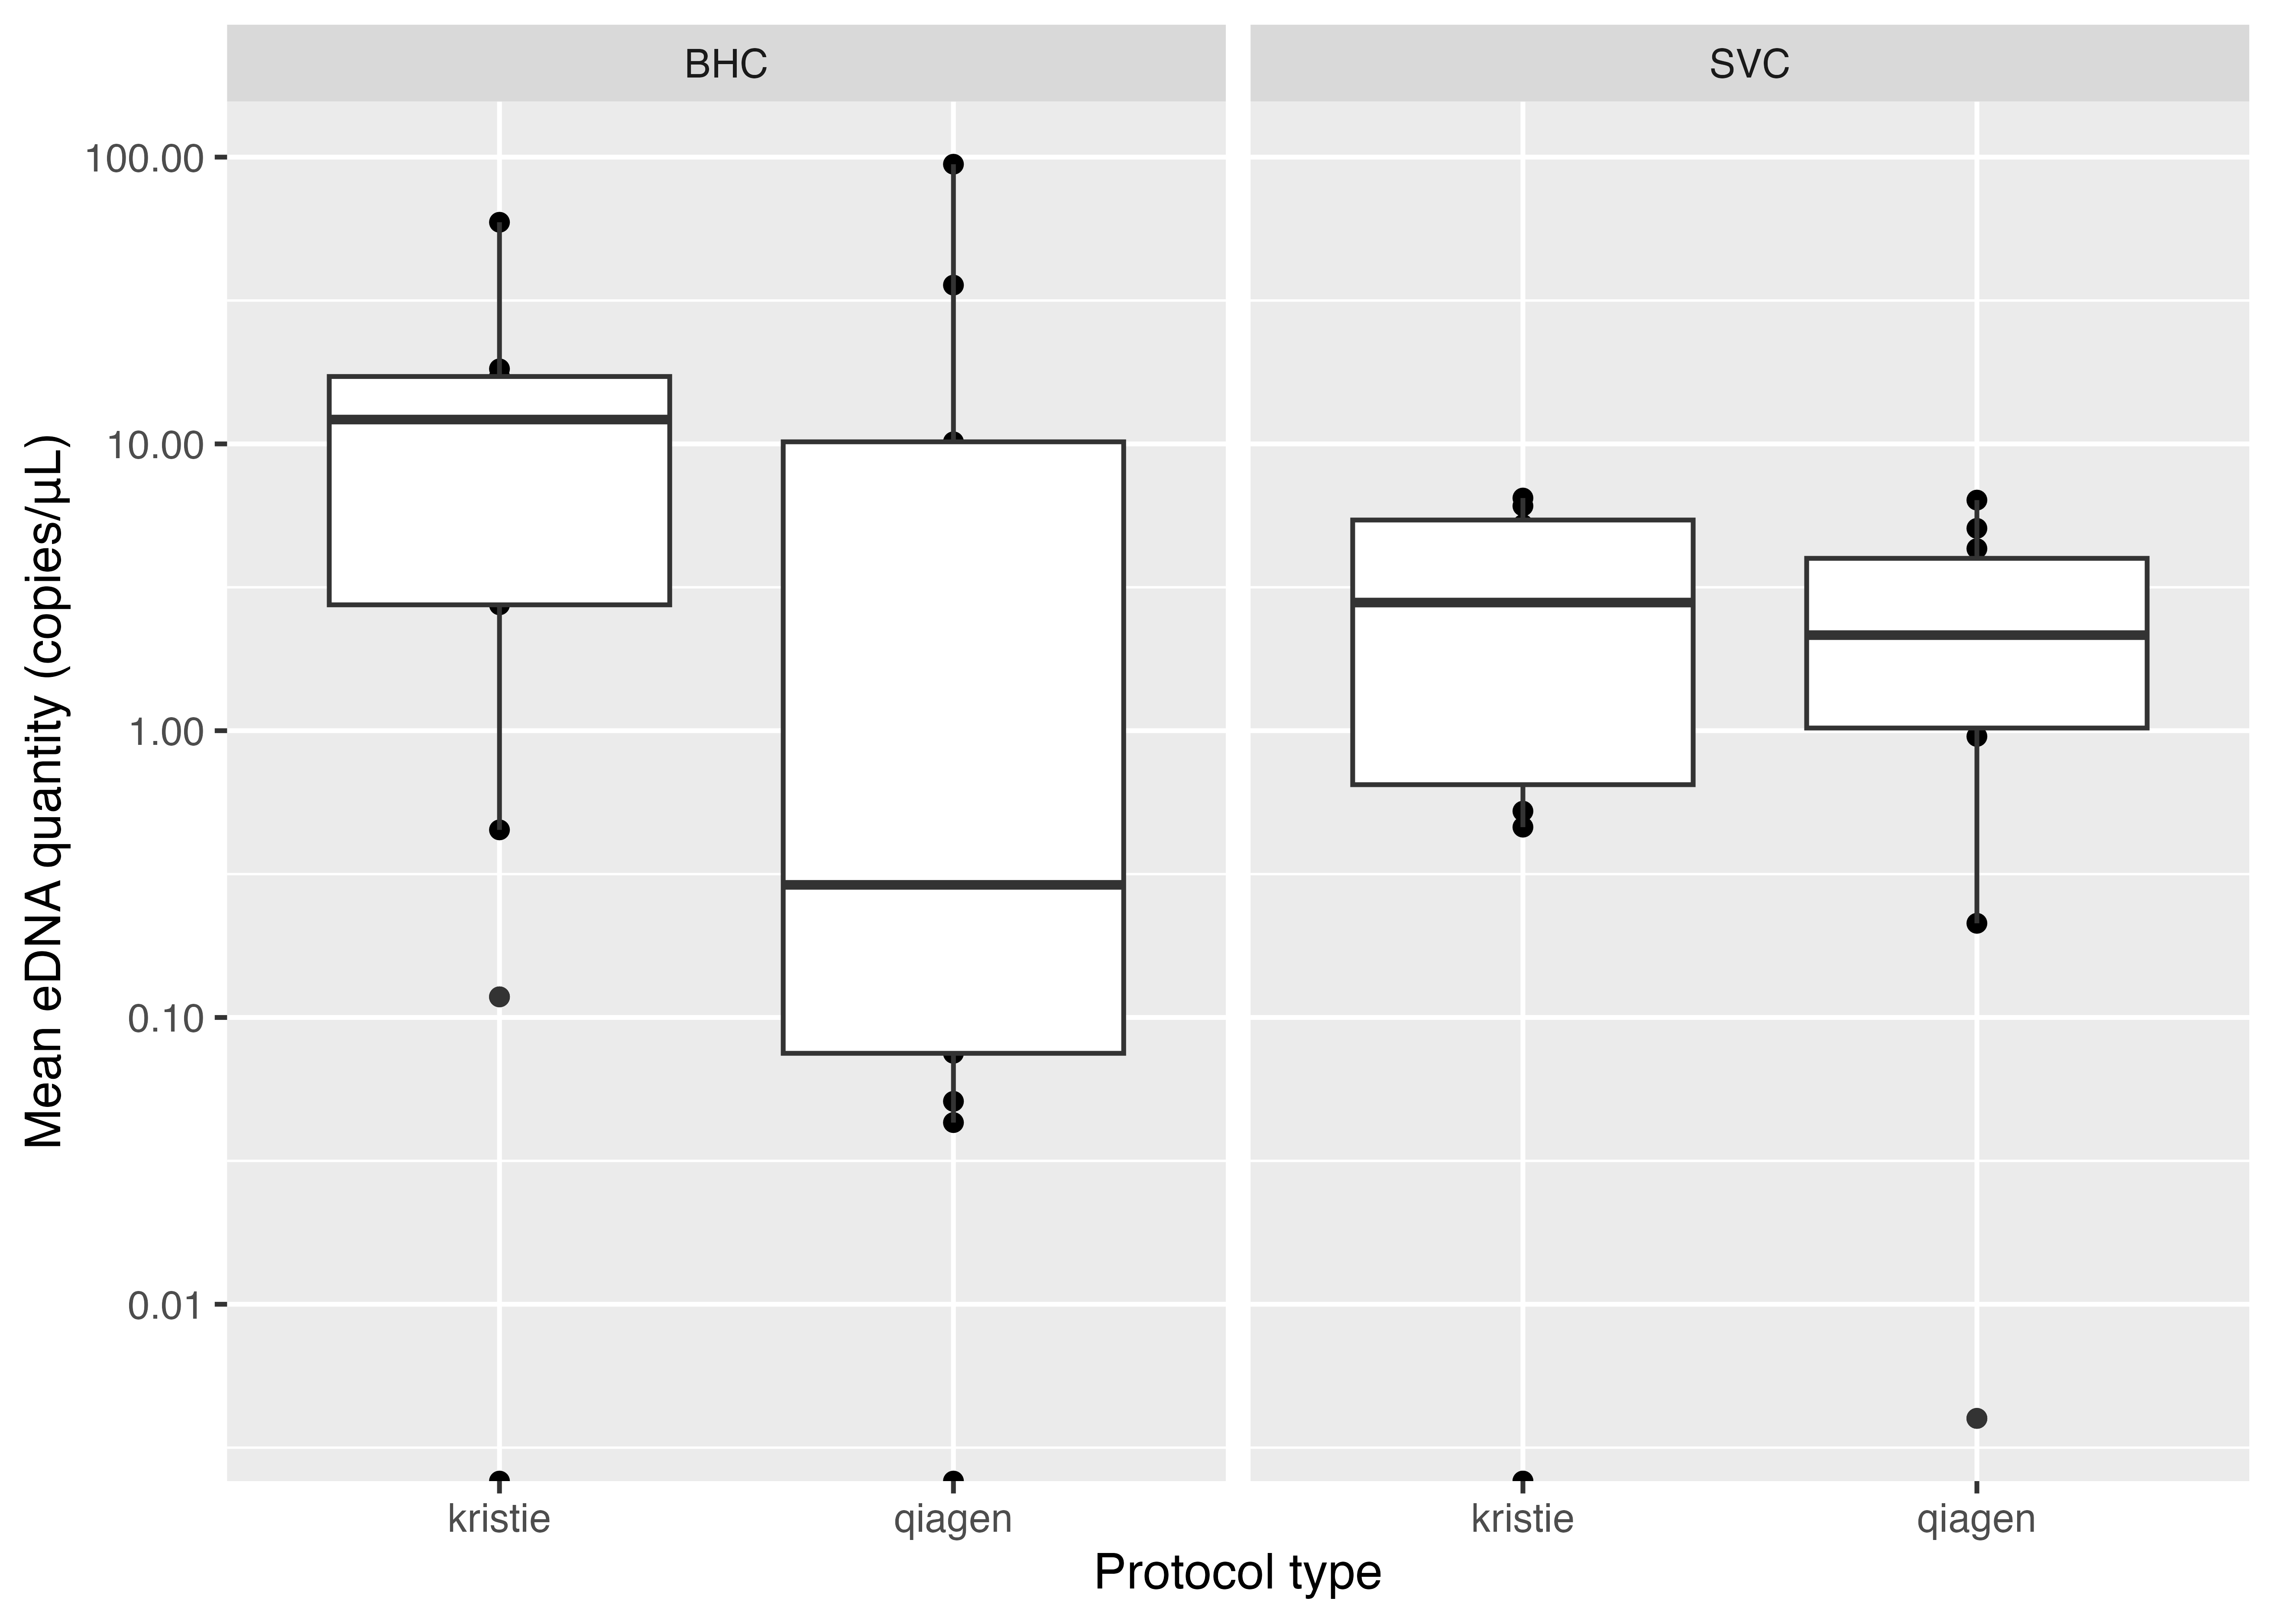 BHC
SVC
Mean eDNA quantity (copies/µL)
100.00
10.00
1.00
0.10
0.01
kristie
qiagen
kristie
qiagen
Protocol type